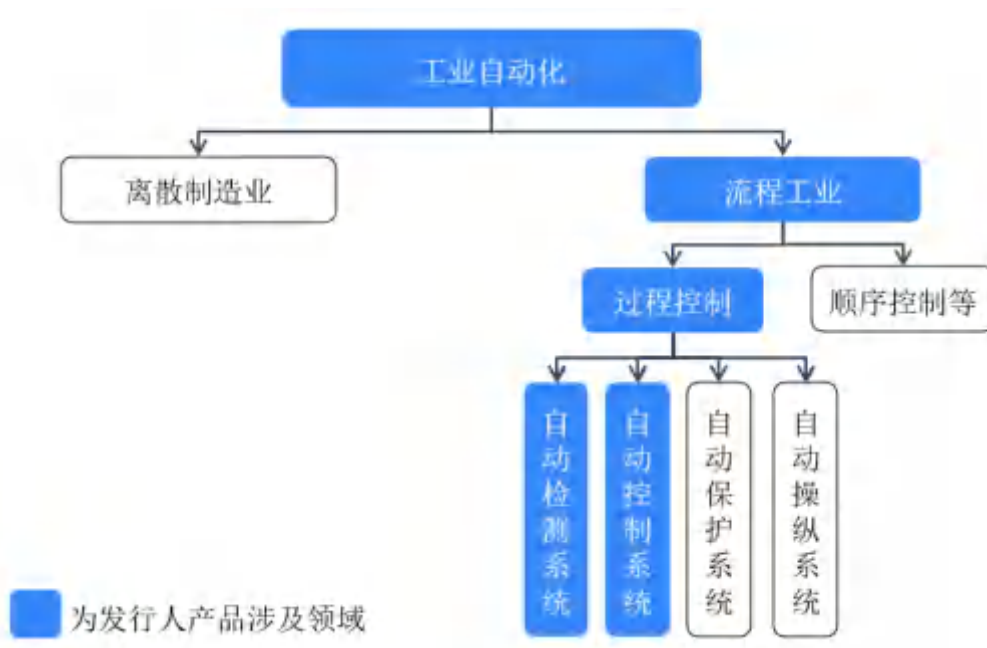 工业自动化
离散制造业
流程工业
过程控制
顺序控制等
自动检测系统
自动控制系统
自动保护系统
自动操纵系统
为发行人产品涉及领域